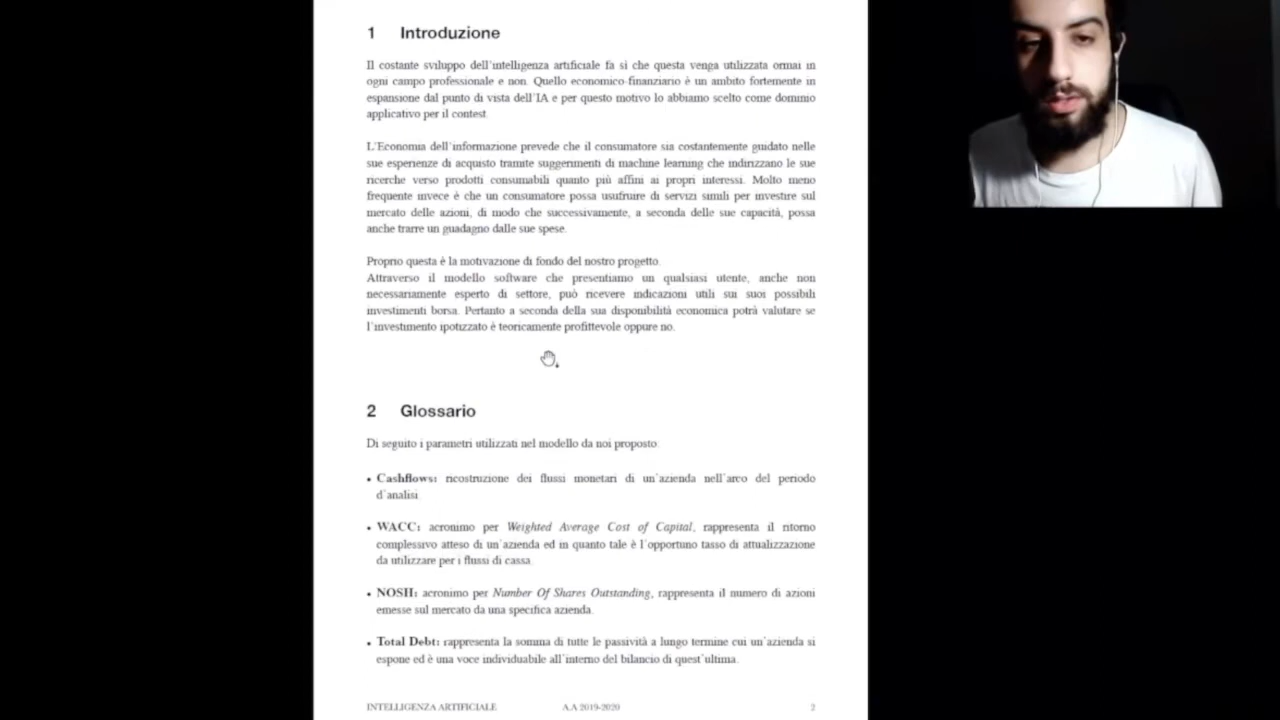 1 Introduzione
Il costante sviluppo dell'intelligenza artificiale fa si che questa venga utilizzata ormai in
ogni campo professionale e non. Quello economico-finanziario è un ambito fortemente in
espansione dal punto di vista dell'IA e per questo motivo lo abbiamo scelto come dominio
applicativo per il contest.
L'Economia dell'informazione prevede che il consumatore sia costantemente guidato nelle
sue esperienze di acquisto tramite suggerimenti di machine learning che indirizzano le sue
ricerche verso prodotti consumabili quanto più affini ai propri interessi. Molto meno
frequente invece è che un consumatore possa usufruire di servizi simili per investire sul
mercato delle azioni, di modo che successivamente, a seconda delle sue capacità, possa
anche trarre un guadagno dalle sue spese.
Proprio questa è la motivazione di fondo del nostro progetto.
Attraverso il modello software che presentiamo un qualsiasi utente, anche non
necessariamente esperto di settore, può ricevere indicazioni utili sui suoi possibili
investimenti borsa. Pertanto a seconda della sua disponibilità economica potrà valutare se
l'investimento ipotizzato è teoricamente profittevole oppure no.
2 Glossario
Di seguito i parametri utilizzati nel modello da noi proposto:
• Cashflows: ricostruzione dei flussi monetari di un'azienda nell'arco del periodo
d'analisi
• WACC: acronimo per Weighted Average Cost of Capital, rappresenta il ritorno
complessivo atteso di un'azienda ed in quanto tale è l'opportuno tasso di attualizzazione
da utilizzare per i flussi di cassa.
• NOSH: acronimo per Number Of Shares Outstanding, rappresenta il numero di azioni
emesse sul mercato da una specifica azienda.
• Total Debt: rappresenta la somma di tutte le passività a lungo termine cui un'azienda si
espone ed è una voce individuabile all'interno del bilancio di quest'ultima.
INTELLIGENZA ARTIFICIALE A.A 2019-2020 2